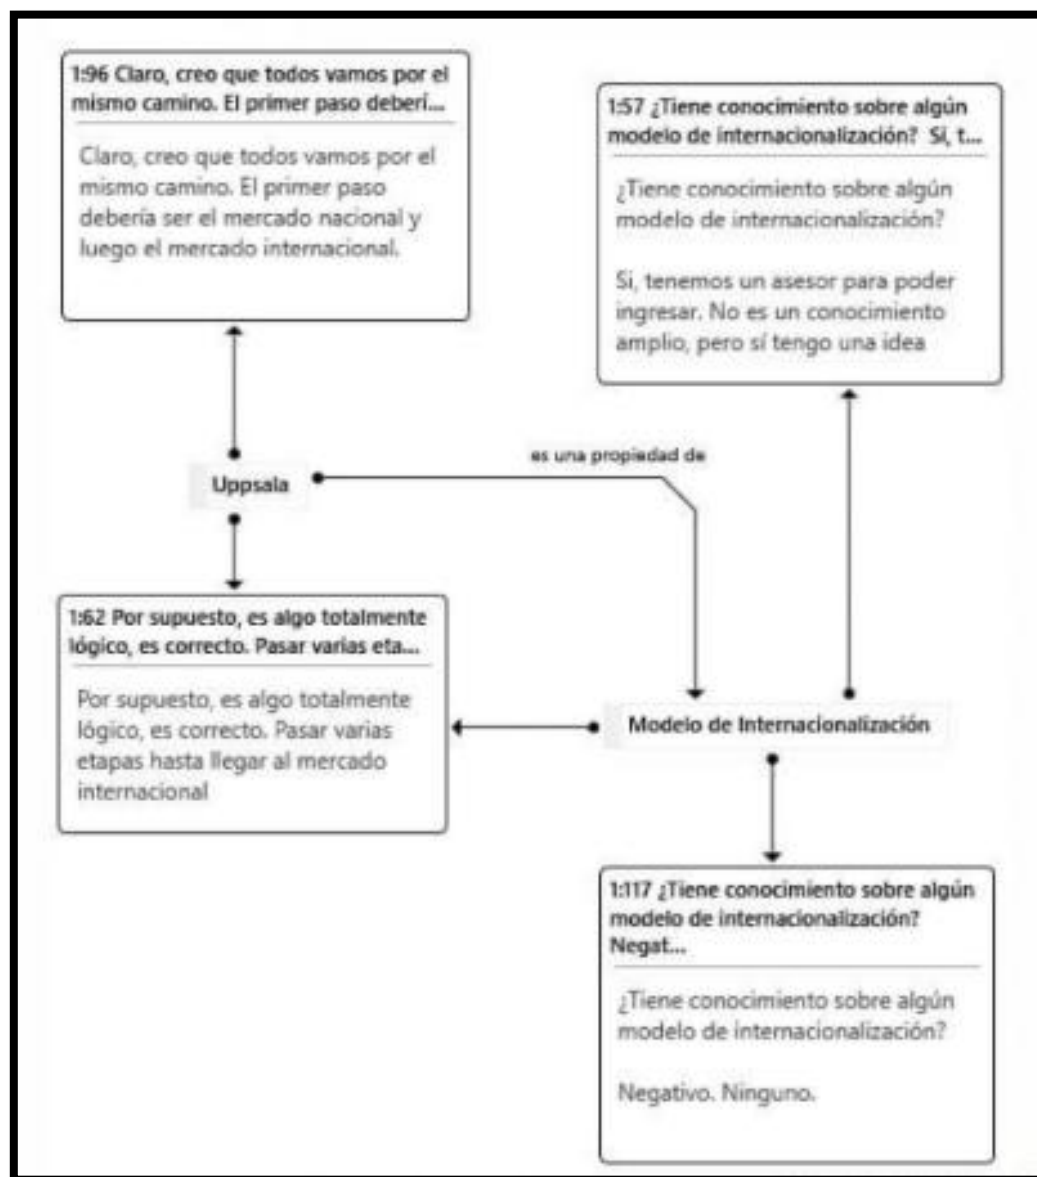 1:96 Claro, creo que todos vamos por el
mismo camino. El primer paso deberí...
Claro, creo que todos vamos por el
mismo camino. El primer paso
debería ser el mercado nacional y
luego el mercado internacional.
1:57 ¿Tiene conocimiento sobre algún
modelo de internacionalización?  Sí, t...
¿Tiene conocimiento sobre algún
modelo de internacionalización?
Si, tenemos un asesor para poder
ingresar. No es un conocimiento
amplio, pero sí tengo una idea
es una propiedad de
Uppsala
1:62 Por supuesto, es algo totalmente
lógico, es correcto. Pasar varias eta...
Por supuesto, es algo totalmente
lógico, es correcto. Pasar varias
etapas hasta llegar al mercado
internacional
Modelo de Internacionalización
1:117 ¿Tiene conocimiento sobre algún
modelo de internacionalización?
Negat...
¿Tiene conocimiento sobre algún
modelo de internacionalización?
Negativo. Ninguno.